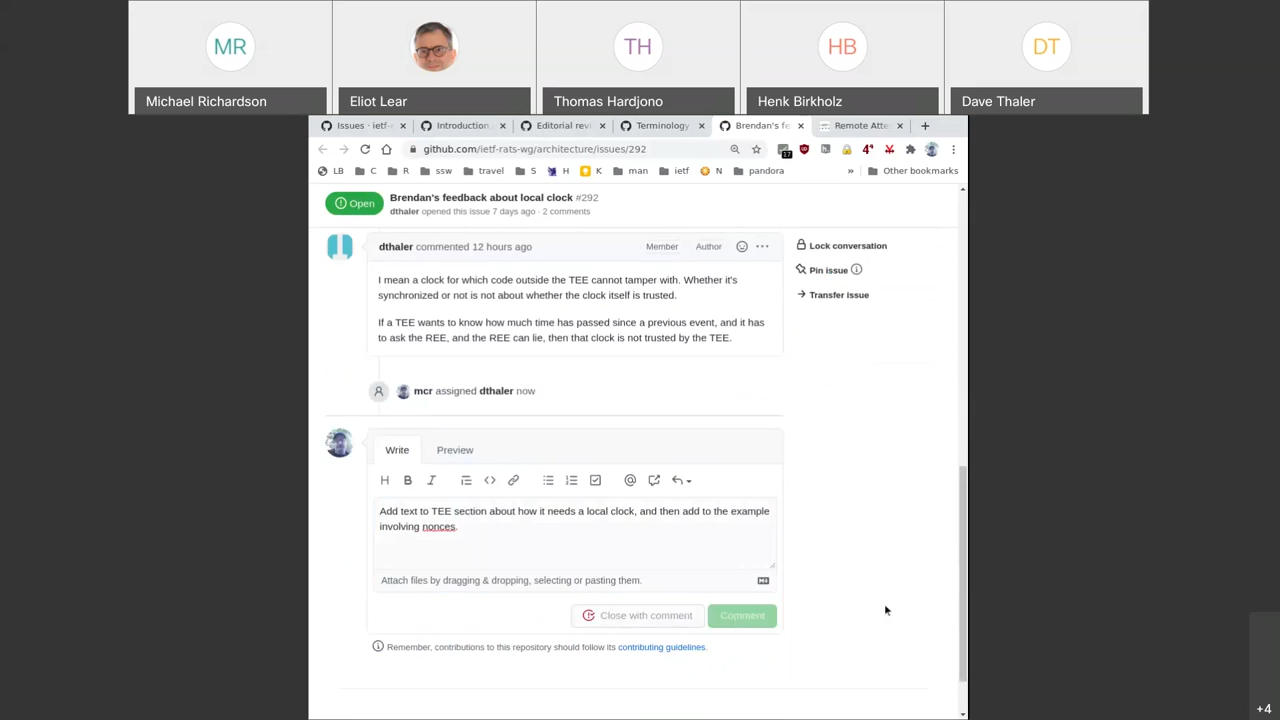 MR
TH
HB
DT
Michael Richardson
Eliot Lear
Thomas Hardjono
Henk Birkholz
Dave Thaler
Issues · ietf-r
Introduction
Editorial revi
Terminology
Brendan's fe
Remote Atte
github.com/ietf-rats-wg/architecture/issues/292
17
LB
C
R
ssw
travel
S
H
K
man
ietf
N
pandora
»
Other bookmarks
Open
Brendan's feedback about local clock #292
dthaler opened this issue 7 days ago · 2 comments
dthaler commented 12 hours ago
Member
Author
Lock conversation
Pin issue
Transfer issue
I mean a clock for which code outside the TEE cannot tamper with. Whether it's
synchronized or not is not about whether the clock itself is trusted.
If a TEE wants to know how much time has passed since a previous event, and it has
to ask the REE, and the REE can lie, then that clock is not trusted by the TEE.
mcr assigned dthaler now
Write
Preview
Add text to TEE section about how it needs a local clock, and then add to the example
involving nonces.
Attach files by dragging & dropping, selecting or pasting them.
Close with comment
Comment
Remember, contributions to this repository should follow its contributing guidelines.
+4